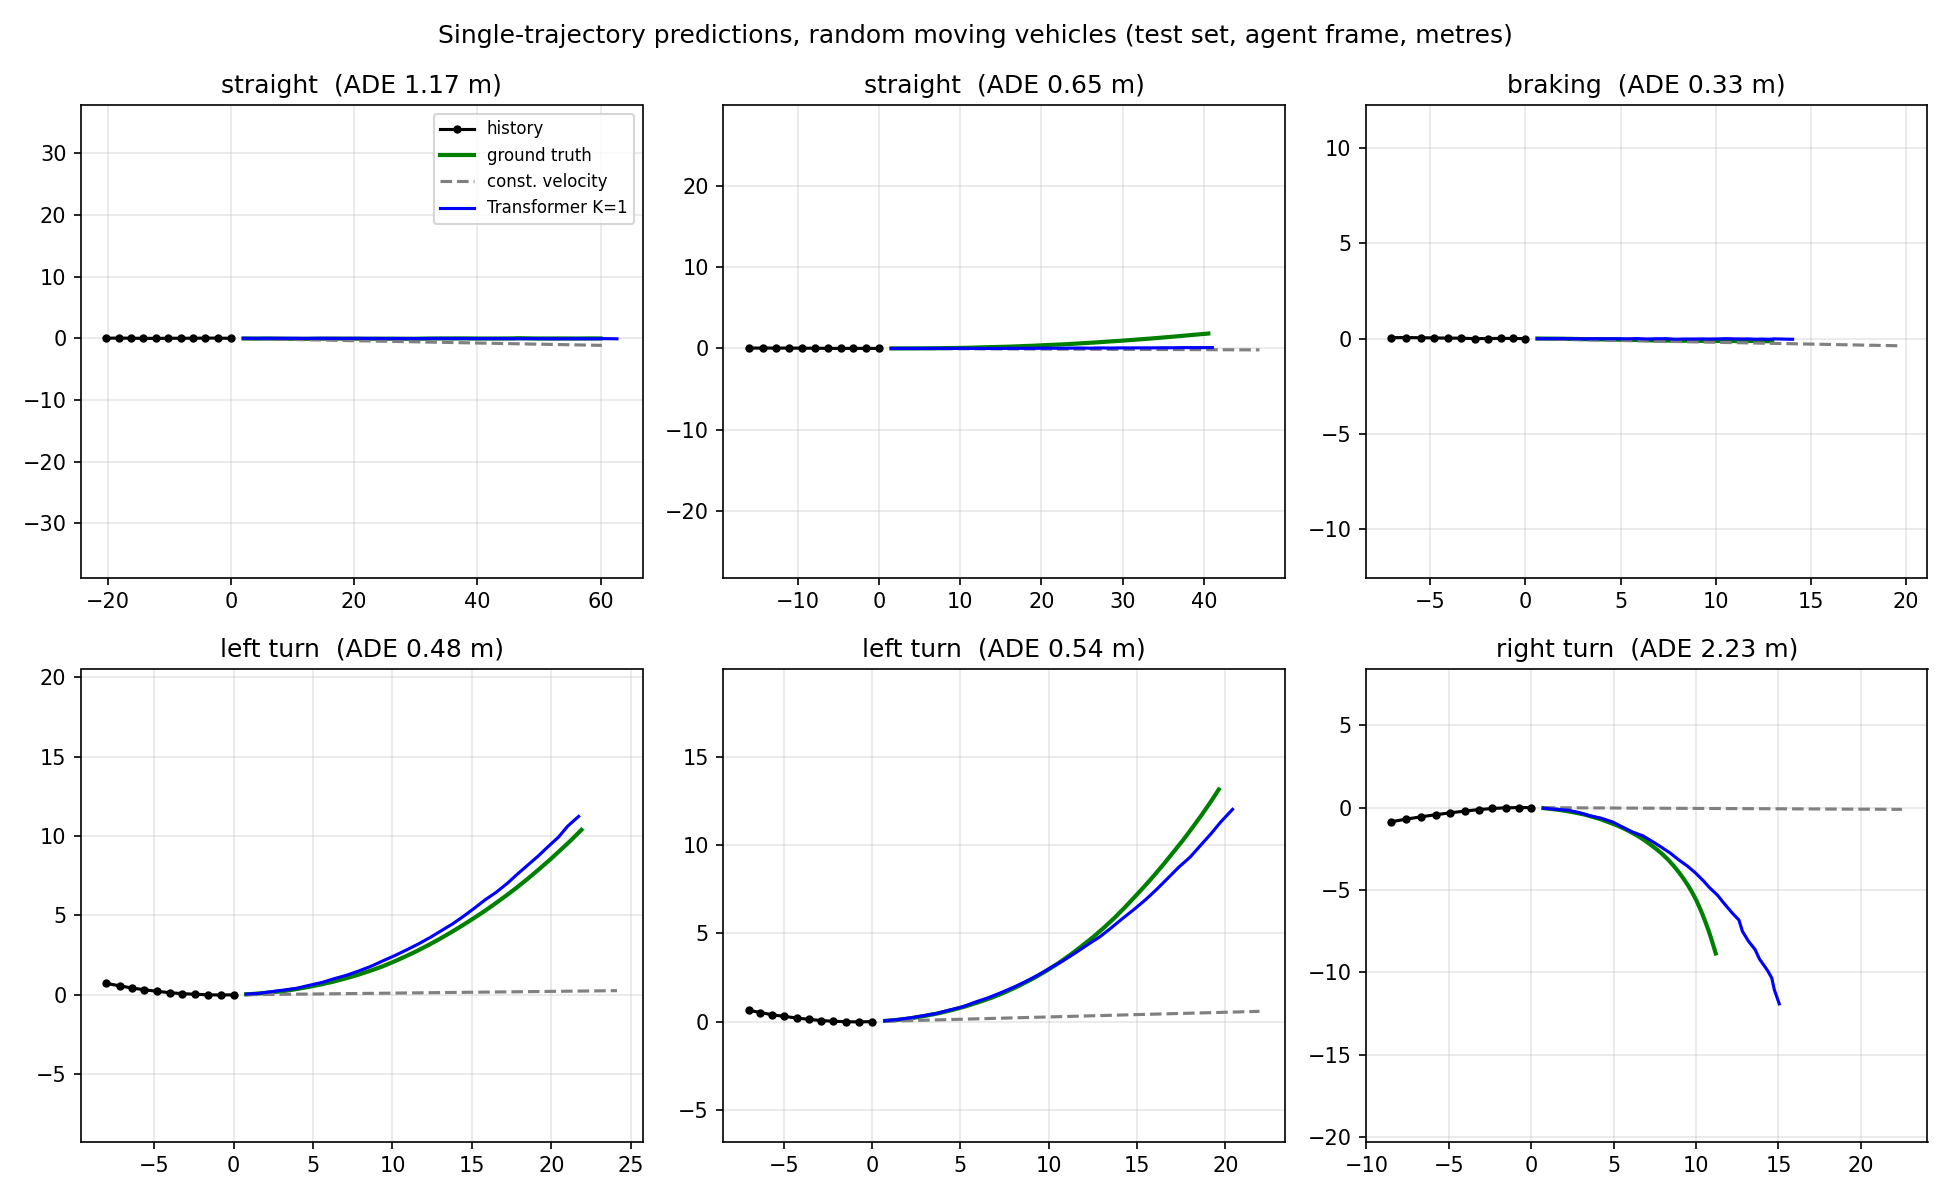 Single-trajectory predictions, random moving vehicles (test set, agent frame, metres)
straight  (ADE 1.17 m)
30
20
10
0
−10
−20
−30
−20 0 20 40 60
history
ground truth
const. velocity
Transformer K=1
straight  (ADE 0.65 m)
20
10
0
−10
−20
−10 0 10 20 30 40
braking  (ADE 0.33 m)
10
5
0
−5
−10
−5 0 5 10 15 20
left turn  (ADE 0.48 m)
20
15
10
5
0
−5
−5 0 5 10 15 20 25
left turn  (ADE 0.54 m)
15
10
5
0
−5
−5 0 5 10 15 20
right turn  (ADE 2.23 m)
5
0
−5
−10
−15
−20
−10 −5 0 5 10 15 20